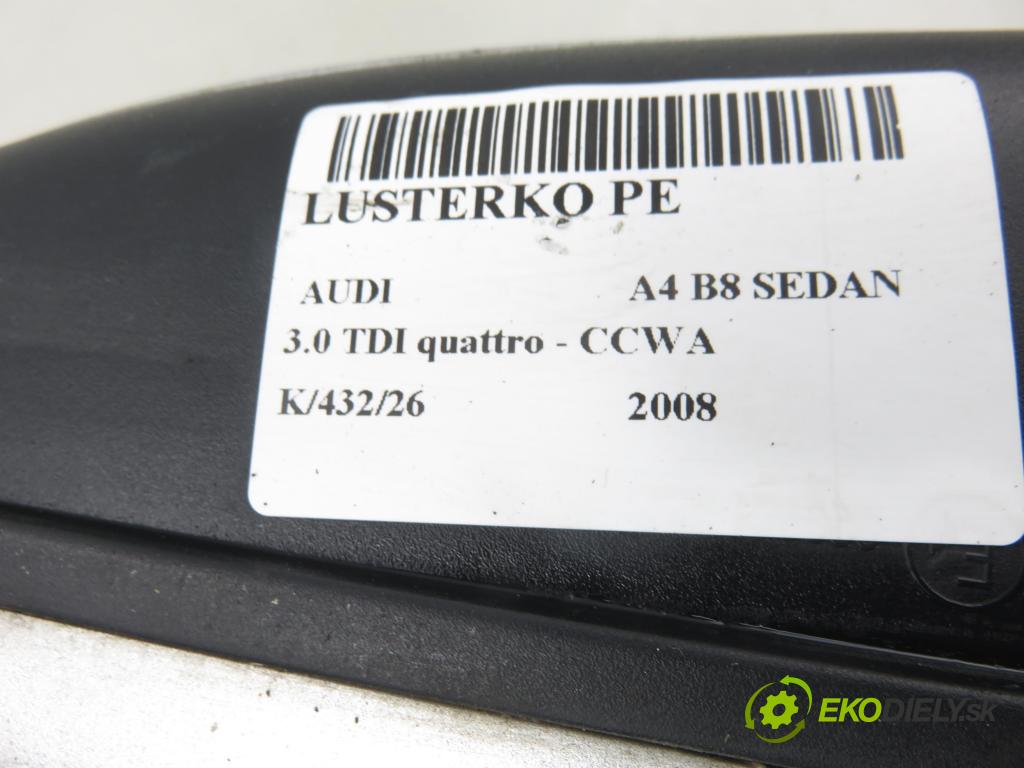 LUSTERKO PE
AUDI A4 B8 SEDAN
3.0 TDI quattro - CCWA
K/432/26 2008
EKODIELY.sk